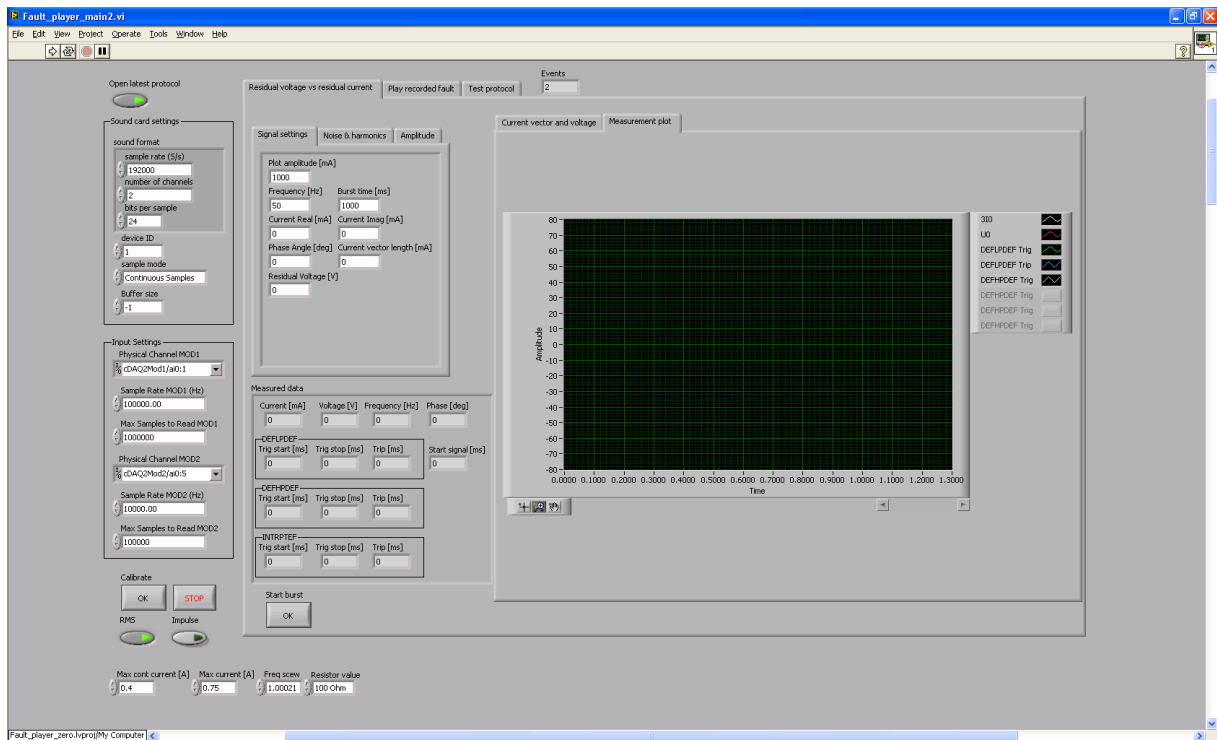 Fault_player_main2.vi
File Edit View Project Operate Tools Window Help
Open latest protocol
Sound card settings
sound format
sample rate (S/s)
192000
number of channels
2
bits per sample
24
device ID
1
sample mode
Continuous Samples
Buffer size
-1
Input Settings
Physical Channel MOD1
cDAQ2Mod1/ai0:1
Sample Rate MOD1 (Hz)
100000.00
Max Samples to Read MOD1
1000000
Physical Channel MOD2
cDAQ2Mod2/ai0:5
Sample Rate MOD2 (Hz)
10000.00
Max Samples to Read MOD2
100000
Calibrate
OK STOP
RMS Impulse
Max cont current [A] Max current [A] Freq scew Resistor value
0.4 0.75 1.00021 100 Ohm
Events
2
Residual voltage vs residual current Play recorded fault Test protocol
Signal settings Noise & harmonics Amplitude
Plot amplitude [mA]
1000
Frequency [Hz] Burst time [ms]
50 1000
Current Real [mA] Current Imag [mA]
0 0
Phase Angle [deg] Current vector length [mA]
0 0
Residual Voltage [V]
0
Measured data
Current [mA] Voltage [V] Frequency [Hz] Phase [deg]
0 0 0 0
DEFLPDEF
Trig start [ms] Trig stop [ms] Trip [ms] Start signal [ms]
0 0 0 0
DEFHPDEF
Trig start [ms] Trig stop [ms] Trip [ms]
0 0 0
INTRPTEF
Trig start [ms] Trig stop [ms] Trip [ms]
0 0 0
Start burst
OK
Current vector and voltage Measurement plot
Amplitude
80
70
60
50
40
30
20
10
0
-10
-20
-30
-40
-50
-60
-70
-80
0.0000 0.1000 0.2000 0.3000 0.4000 0.5000 0.6000 0.7000 0.8000 0.9000 1.0000 1.1000 1.2000 1.3000
Time
3I0
U0
DEFLPDEF Trig
DEFLPDEF Trip
DEFHPDEF Trig
DEFHPDEF Trig
DEFHPDEF Trig
DEFHPDEF Trig
Fault_player_zero.lvproj/My Computer